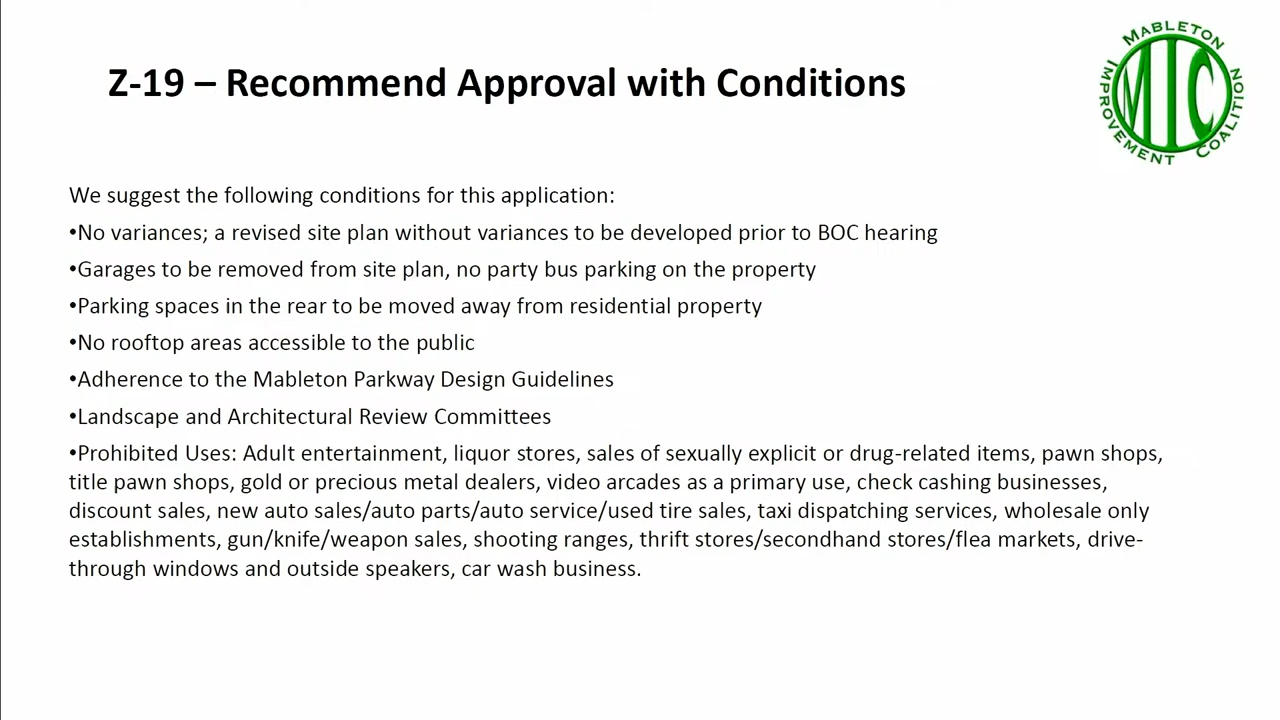 Z-19 – Recommend Approval with Conditions
MABLETON
IMPROVEMENT
COALITION
MIC
We suggest the following conditions for this application:
•No variances; a revised site plan without variances to be developed prior to BOC hearing
•Garages to be removed from site plan, no party bus parking on the property
•Parking spaces in the rear to be moved away from residential property
•No rooftop areas accessible to the public
•Adherence to the Mableton Parkway Design Guidelines
•Landscape and Architectural Review Committees
•Prohibited Uses: Adult entertainment, liquor stores, sales of sexually explicit or drug-related items, pawn shops,
title pawn shops, gold or precious metal dealers, video arcades as a primary use, check cashing businesses,
discount sales, new auto sales/auto parts/auto service/used tire sales, taxi dispatching services, wholesale only
establishments, gun/knife/weapon sales, shooting ranges, thrift stores/secondhand stores/flea markets, drive-
through windows and outside speakers, car wash business.